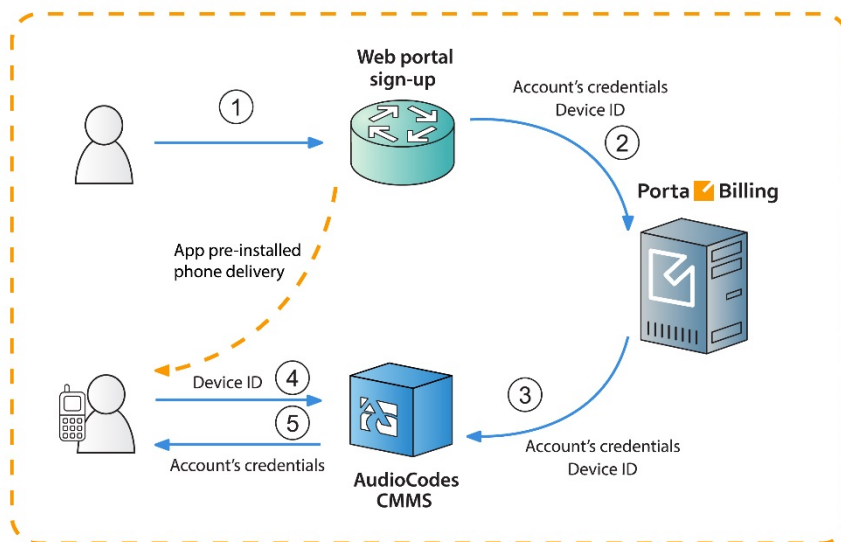 Web portal
sign-up
1
Account's credentials
Device ID
2
Porta Billing
App pre-installed
phone delivery
Device ID
4
5
Account's credentials
AudioCodes
CMMS
3
Account's credentials
Device ID